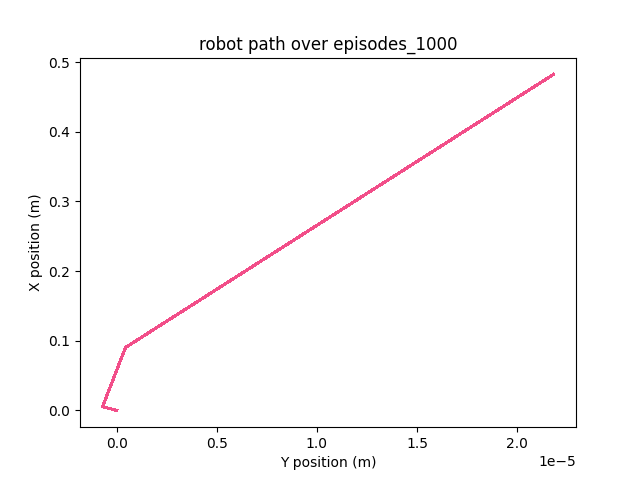 robot path over episodes_1000
0.5
0.4
0.3
0.2
0.1
0.0
X position (m)
0.0 0.5 1.0 1.5 2.0
1e−5
Y position (m)